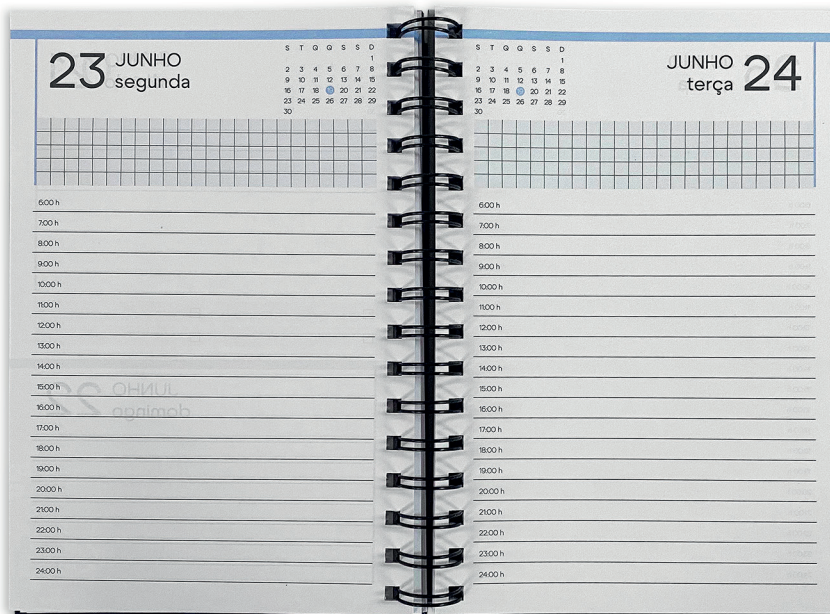 23 JUNHO
segunda
S T Q Q S S D
1
2 3 4 5 6 7 8
9 10 11 12 13 14 15
16 17 18 19 20 21 22
23 24 25 26 27 28 29
30
6:00 h
7:00 h
8:00 h
9:00 h
10:00 h
11:00 h
12:00 h
13:00 h
14:00 h
15:00 h
16:00 h
17:00 h
18:00 h
19:00 h
20:00 h
21:00 h
22:00 h
23:00 h
24:00 h
JUNHO
domingo 22
S T Q Q S S D
1
2 3 4 5 6 7 8
9 10 11 12 13 14 15
16 17 18 19 20 21 22
23 24 25 26 27 28 29
30
JUNHO 24
terça
6:00 h
7:00 h
8:00 h
9:00 h
10:00 h
11:00 h
12:00 h
13:00 h
14:00 h
15:00 h
16:00 h
17:00 h
18:00 h
19:00 h
20:00 h
21:00 h
22:00 h
23:00 h
24:00 h